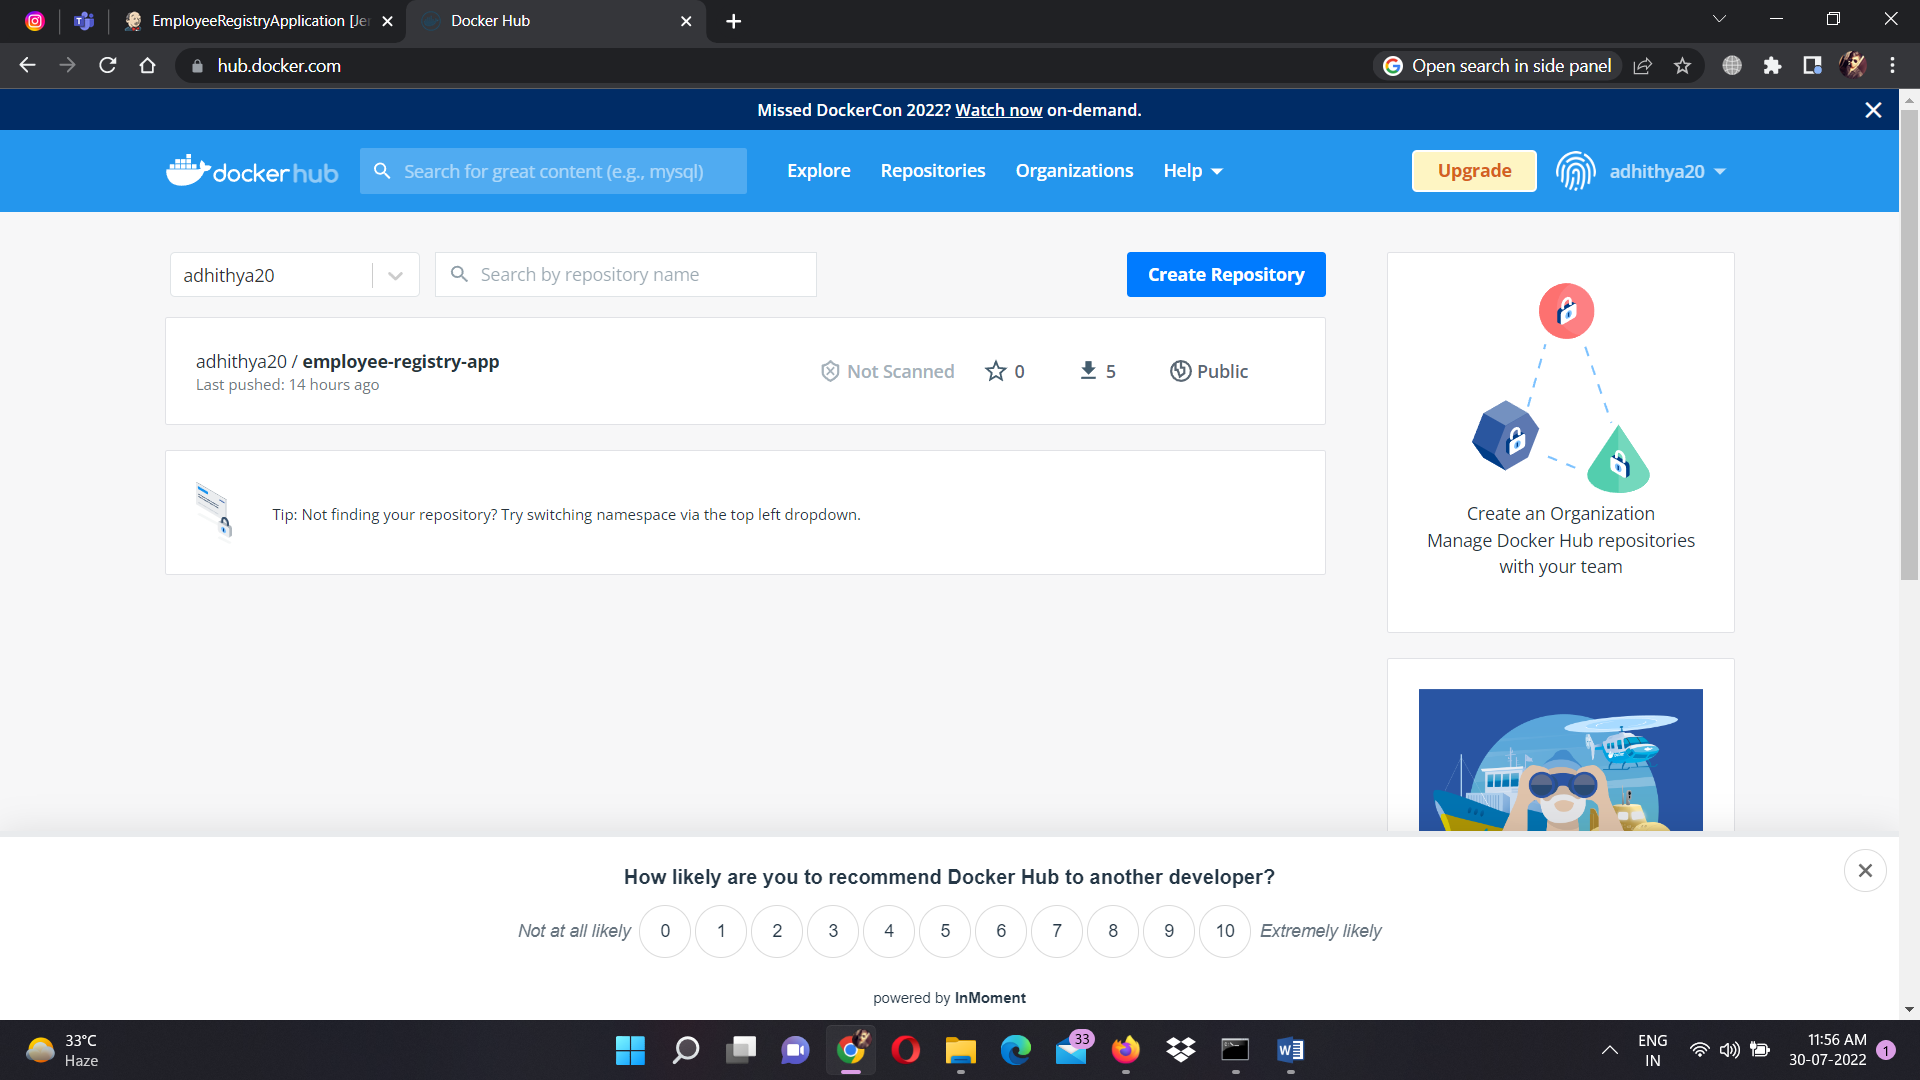 EmployeeRegistryApplication [Jer
Docker Hub
hub.docker.com
Open search in side panel
Missed DockerCon 2022? Watch now on-demand.
docker hub
Search for great content (e.g., mysql)
Explore
Repositories
Organizations
Help
Upgrade
adhithya20
adhithya20
Search by repository name
Create Repository
adhithya20 / employee-registry-app
Last pushed: 14 hours ago
Not Scanned
0
5
Public
Tip: Not finding your repository? Try switching namespace via the top left dropdown.
Create an Organization
Manage Docker Hub repositories
with your team
How likely are you to recommend Docker Hub to another developer?
Not at all likely 0 1 2 3 4 5 6 7 8 9 10 Extremely likely
powered by InMoment
33°C
Haze
33
ENG
IN
11:56 AM
30-07-2022
1